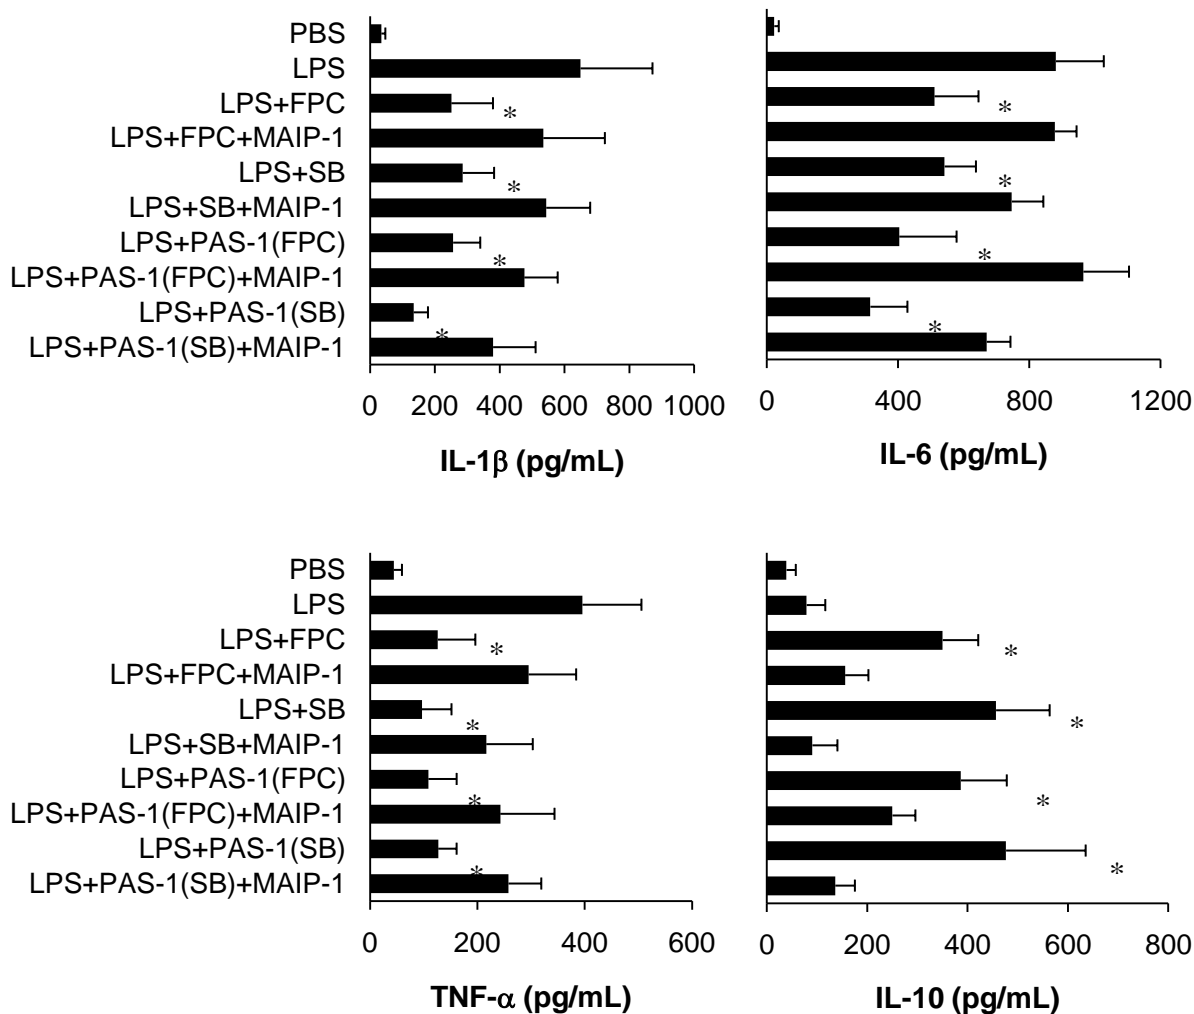 PBS
LPS
LPS+FPC
*
*
LPS+FPC+MAIP-1
LPS+SB
*
*
LPS+SB+MAIP-1
LPS+PAS-1(FPC)
*
*
LPS+PAS-1(FPC)+MAIP-1
LPS+PAS-1(SB)
*
*
LPS+PAS-1(SB)+MAIP-1
0 200 400 600 800 1000
0 400 800 1200
IL-1β (pg/mL)
IL-6 (pg/mL)
PBS
LPS
LPS+FPC
*
*
LPS+FPC+MAIP-1
LPS+SB
*
*
LPS+SB+MAIP-1
LPS+PAS-1(FPC)
*
*
LPS+PAS-1(FPC)+MAIP-1
LPS+PAS-1(SB)
*
*
LPS+PAS-1(SB)+MAIP-1
0 200 400 600
0 200 400 600 800
TNF-α (pg/mL)
IL-10 (pg/mL)